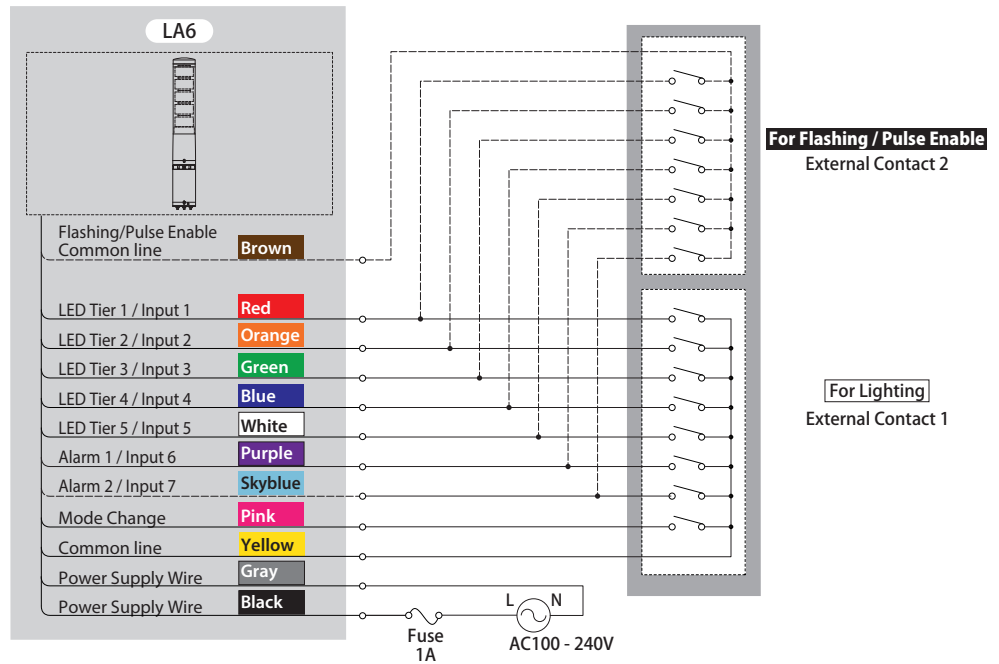 LA6
Flashing/Pulse Enable
Common line Brown
LED Tier 1 / Input 1 Red
LED Tier 2 / Input 2 Orange
LED Tier 3 / Input 3 Green
LED Tier 4 / Input 4 Blue
LED Tier 5 / Input 5 White
Alarm 1 / Input 6 Purple
Alarm 2 / Input 7 Skyblue
Mode Change Pink
Common line Yellow
Power Supply Wire Gray
Power Supply Wire Black
Fuse
1A
L N
AC100 - 240V
For Flashing / Pulse Enable
External Contact 2
For Lighting
External Contact 1